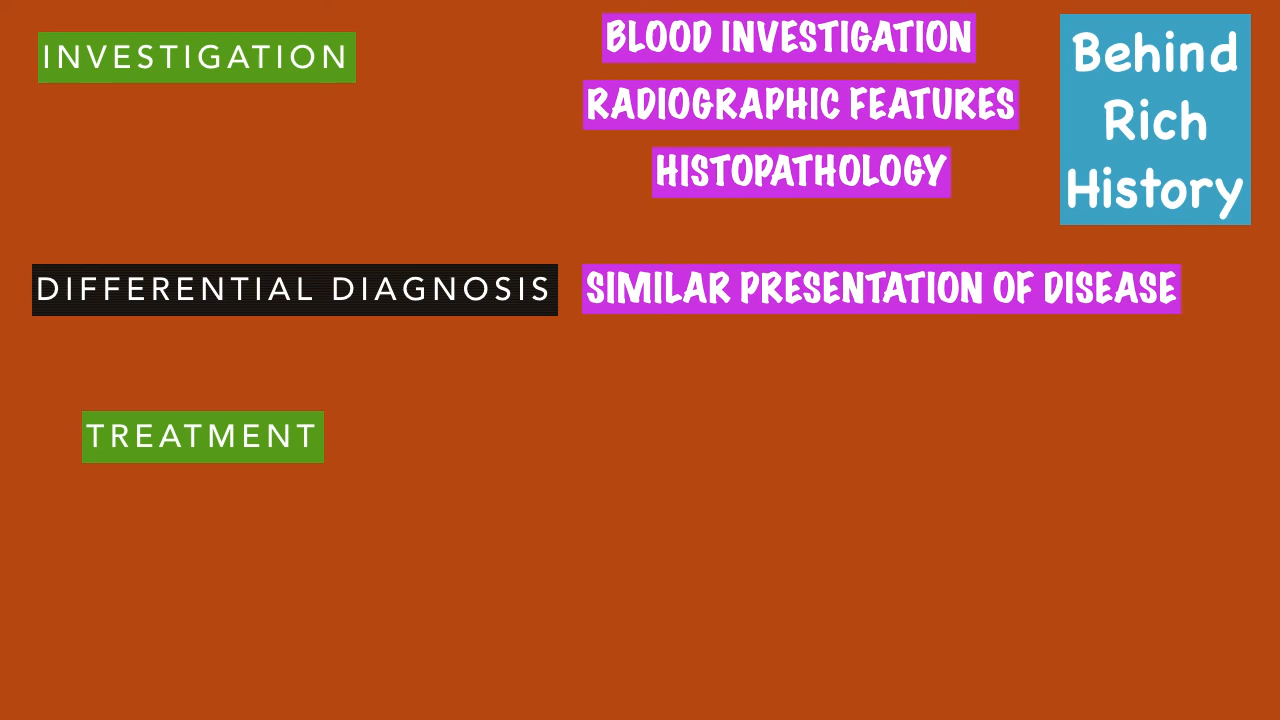 INVESTIGATION
BLOOD INVESTIGATION
RADIOGRAPHIC FEATURES
HISTOPATHOLOGY
Behind
Rich
History
DIFFERENTIAL DIAGNOSIS
SIMILAR PRESENTATION OF DISEASE
TREATMENT